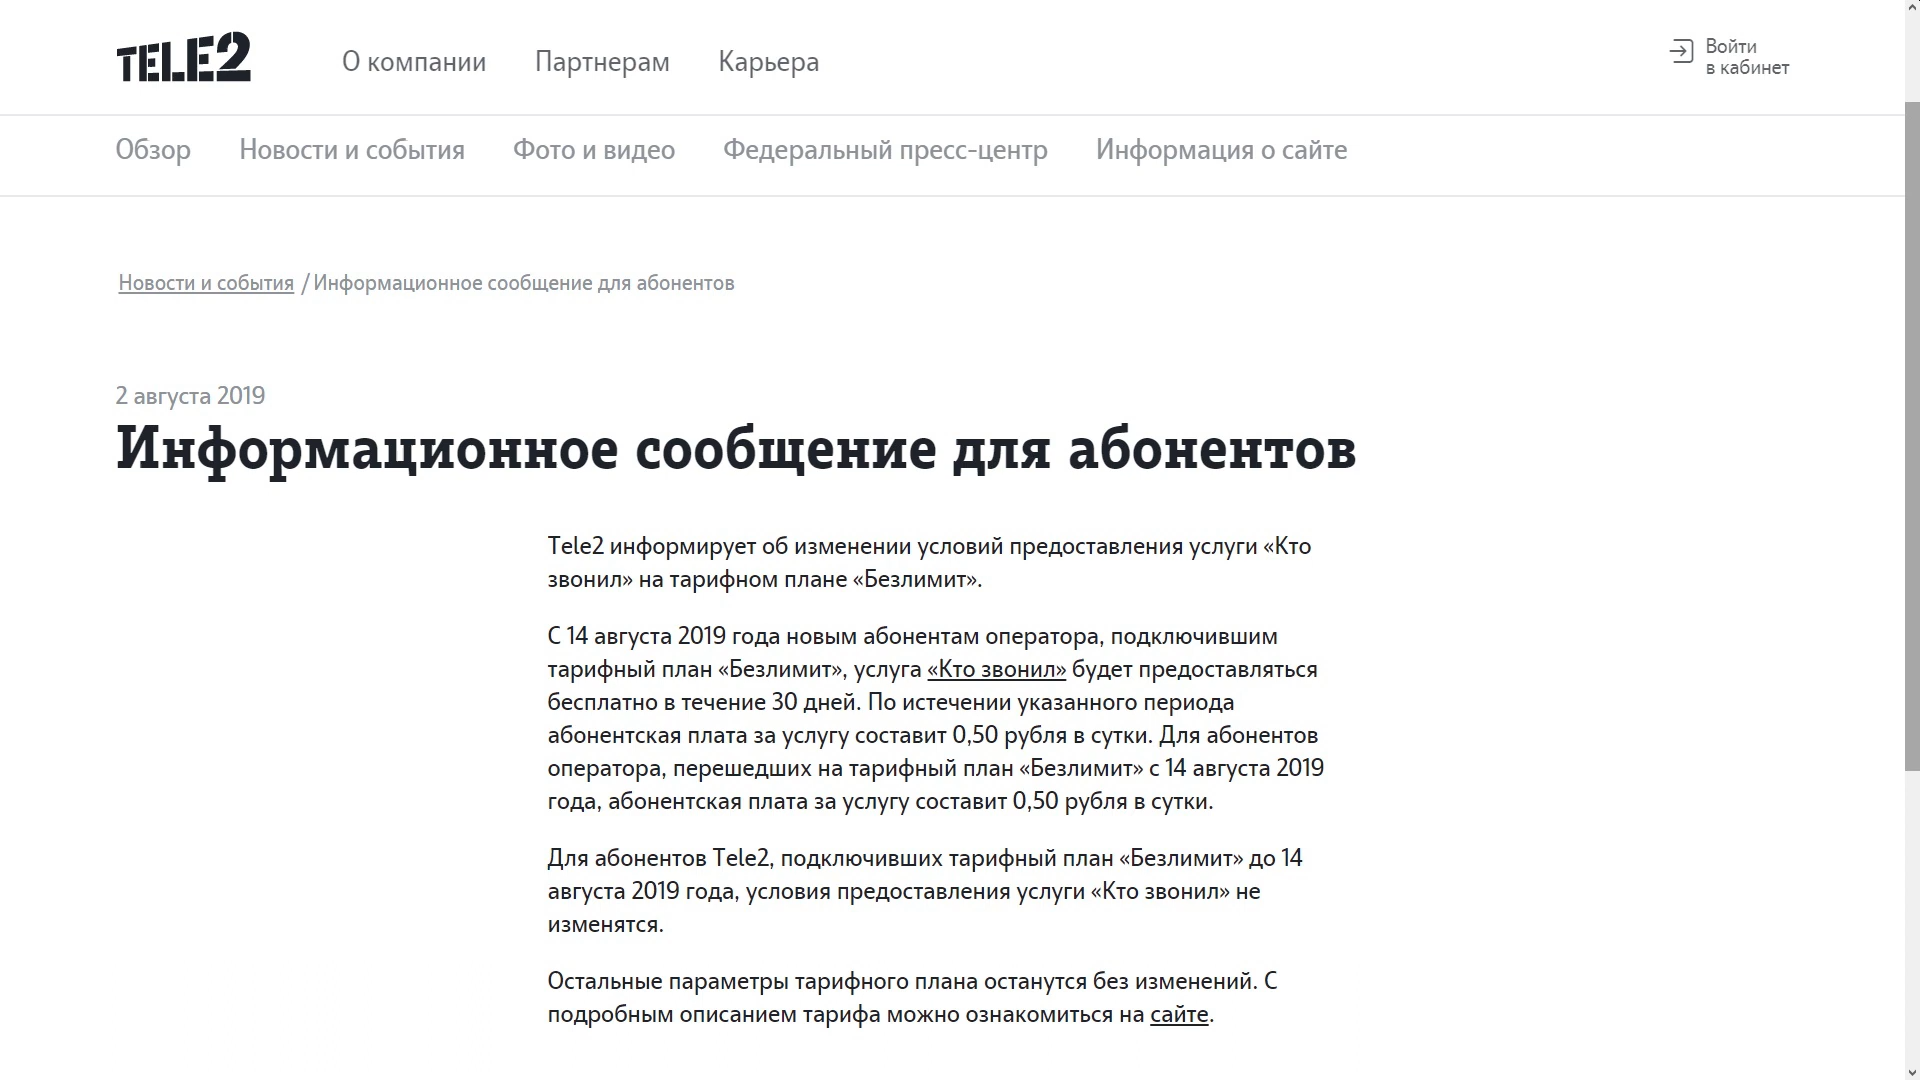 TELE2
О компании
Партнерам
Карьера
Войти
в кабинет
Обзор
Новости и события
Фото и видео
Федеральный пресс-центр
Информация о сайте
Новости и события / Информационное сообщение для абонентов
2 августа 2019
Информационное сообщение для абонентов
Tele2 информирует об изменении условий предоставления услуги «Кто
звонил» на тарифном плане «Безлимит».
С 14 августа 2019 года новым абонентам оператора, подключившим
тарифный план «Безлимит», услуга «Кто звонил» будет предоставляться
бесплатно в течение 30 дней. По истечении указанного периода
абонентская плата за услугу составит 0,50 рубля в сутки. Для абонентов
оператора, перешедших на тарифный план «Безлимит» с 14 августа 2019
года, абонентская плата за услугу составит 0,50 рубля в сутки.
Для абонентов Tele2, подключивших тарифный план «Безлимит» до 14
августа 2019 года, условия предоставления услуги «Кто звонил» не
изменятся.
Остальные параметры тарифного плана останутся без изменений. С
подробным описанием тарифа можно ознакомиться на сайте.